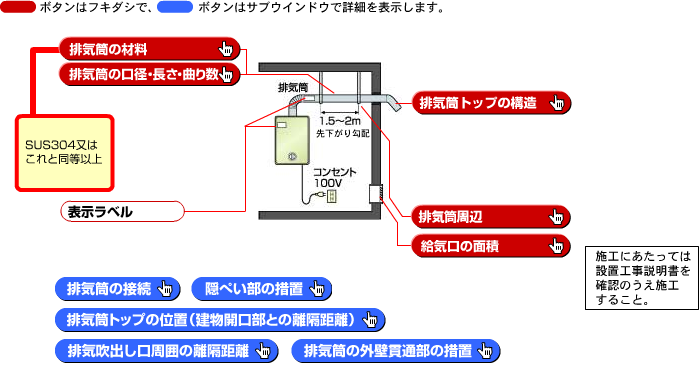 ボタンはフキダシで、 ボタンはサブウインドウで詳細を表示します。
排気筒の材料
排気筒の口径・長さ・曲り数
排気筒
排気筒トップの構造
1.5〜2m
先下がり勾配
SUS304又は
これと同等以上
コンセント
100V
表示ラベル
排気筒周辺
給気口の面積
施工にあたっては
設置工事説明書を
確認のうえ施工
すること。
排気筒の接続
隠ぺい部の措置
排気筒トップの位置(建物開口部との離隔距離)
排気吹出し口周囲の離隔距離
排気筒の外壁貫通部の措置